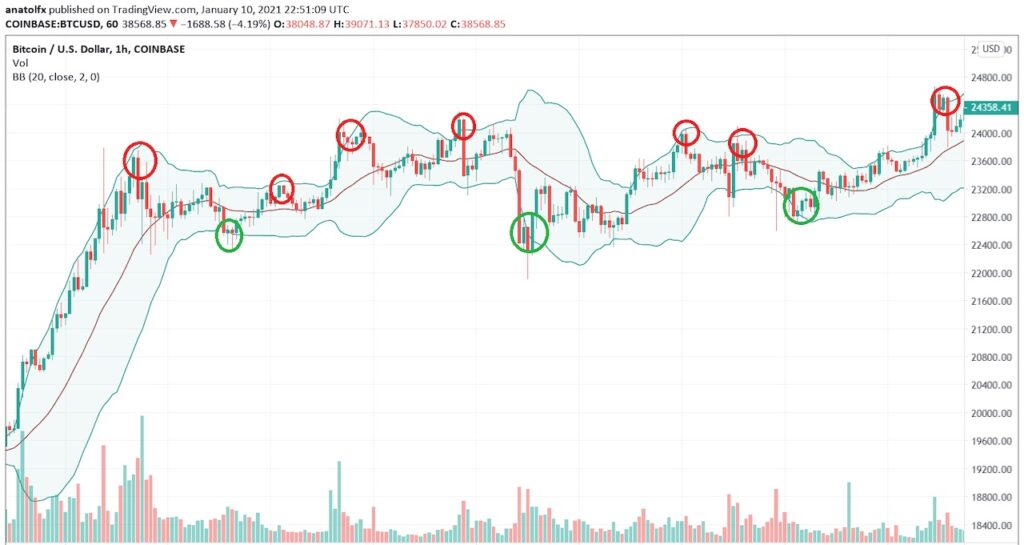 anatolfx published on TradingView.com, January 10, 2021 22:51:09 UTC
COINBASE:BTCUSD, 60 38568.85 ▼ −1688.58 (−4.19%) O:38048.87 H:39071.13 L:37850.02 C:38568.85
Bitcoin / U.S. Dollar, 1h, COINBASE
USD
Vol
BB (20, close, 2, 0)
24800.00
24358.41
24000.00
23600.00
23200.00
22800.00
22400.00
22000.00
21600.00
21200.00
20800.00
20400.00
20000.00
19600.00
19200.00
18800.00
18400.00